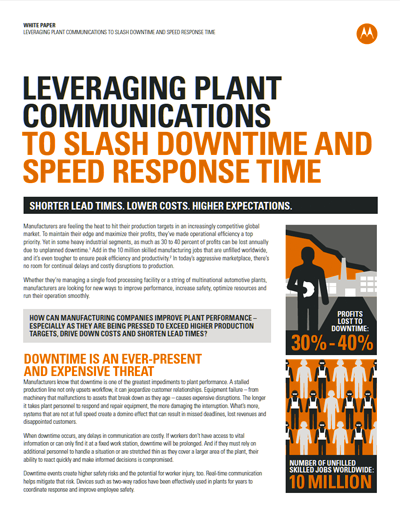 WHITE PAPER
LEVERAGING PLANT COMMUNICATIONS TO SLASH DOWNTIME AND SPEED RESPONSE TIME
LEVERAGING PLANT
COMMUNICATIONS
TO SLASH DOWNTIME AND
SPEED RESPONSE TIME
SHORTER LEAD TIMES. LOWER COSTS. HIGHER EXPECTATIONS.
Manufacturers are feeling the heat to hit their production targets in an increasingly competitive global
market. To maintain their edge and maximize their profits, they've made operational efficiency a top
priority. Yet in some heavy industrial segments, as much as 30 to 40 percent of profits can be lost annually
due to unplanned downtime.¹ Add in the 10 million skilled manufacturing jobs that are unfilled worldwide,
and it's even tougher to ensure peak efficiency and productivity.² In today's aggressive marketplace, there's
no room for continual delays and costly disruptions to production.
Whether they're managing a single food processing facility or a string of multinational automotive plants,
manufacturers are looking for new ways to improve performance, increase safety, optimize resources and
run their operation smoothly.
HOW CAN MANUFACTURING COMPANIES IMPROVE PLANT PERFORMANCE –
ESPECIALLY AS THEY ARE BEING PRESSED TO EXCEED HIGHER PRODUCTION
TARGETS, DRIVE DOWN COSTS AND SHORTEN LEAD TIMES?
PROFITS
LOST TO
DOWNTIME:
30% - 40%
DOWNTIME IS AN EVER-PRESENT
AND EXPENSIVE THREAT
Manufacturers know that downtime is one of the greatest impediments to plant performance. A stalled
production line not only upsets workflow, it can jeopardize customer relationships. Equipment failure – from
machinery that malfunctions to assets that break down as they age – causes expensive disruptions. The longer
it takes plant personnel to respond and repair equipment, the more damaging the interruption. What's more,
systems that are not at full speed create a domino effect that can result in missed deadlines, lost revenues and
disappointed customers.
When downtime occurs, any delays in communication are costly. If workers don't have access to vital
information or can only find it at a fixed work station, downtime will be prolonged. And if they must rely on
additional personnel to handle a situation or are stretched thin as they cover a larger area of the plant, their
ability to react quickly and make informed decisions is compromised.
Downtime events create higher safety risks and the potential for worker injury, too. Real-time communication
helps mitigate that risk. Devices such as two-way radios have been effectively used in plants for years to
coordinate response and improve employee safety.
NUMBER OF UNFILLED
SKILLED JOBS WORLDWIDE:
10 MILLION